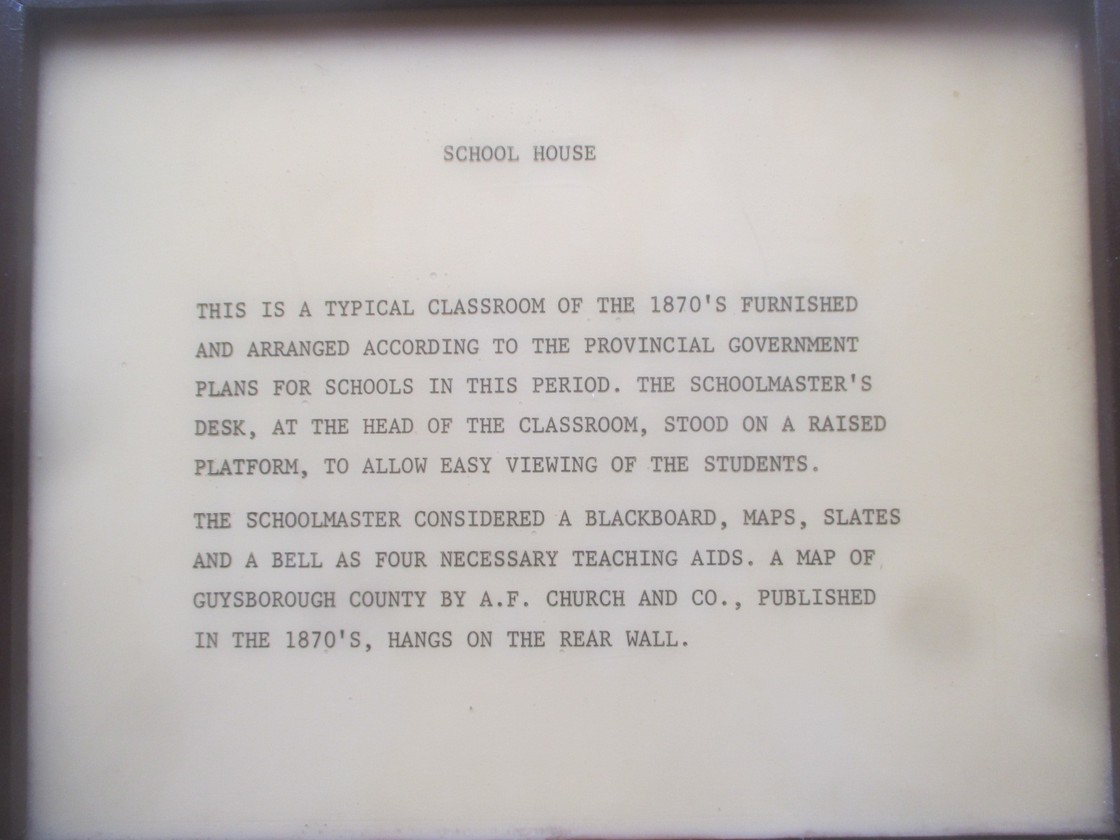 SCHOOL HOUSE
THIS IS A TYPICAL CLASSROOM OF THE 1870'S FURNISHED
AND ARRANGED ACCORDING TO THE PROVINCIAL GOVERNMENT
PLANS FOR SCHOOLS IN THIS PERIOD. THE SCHOOLMASTER'S
DESK, AT THE HEAD OF THE CLASSROOM, STOOD ON A RAISED
PLATFORM, TO ALLOW EASY VIEWING OF THE STUDENTS.
THE SCHOOLMASTER CONSIDERED A BLACKBOARD, MAPS, SLATES
AND A BELL AS FOUR NECESSARY TEACHING AIDS. A MAP OF
GUYSBOROUGH COUNTY BY A.F. CHURCH AND CO., PUBLISHED
IN THE 1870'S, HANGS ON THE REAR WALL.